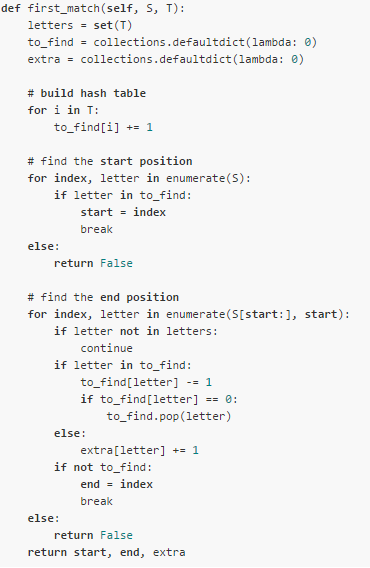 def first_match(self, S, T):
    letters = set(T)
    to_find = collections.defaultdict(lambda: 0)
    extra = collections.defaultdict(lambda: 0)

    # build hash table
    for i in T:
        to_find[i] += 1

    # find the start position
    for index, letter in enumerate(S):
        if letter in to_find:
            start = index
            break
    else:
        return False

    # find the end position
    for index, letter in enumerate(S[start:], start):
        if letter not in letters:
            continue
        if letter in to_find:
            to_find[letter] -= 1
            if to_find[letter] == 0:
                to_find.pop(letter)
        else:
            extra[letter] += 1
        if not to_find:
            end = index
            break
    else:
        return False
    return start, end, extra